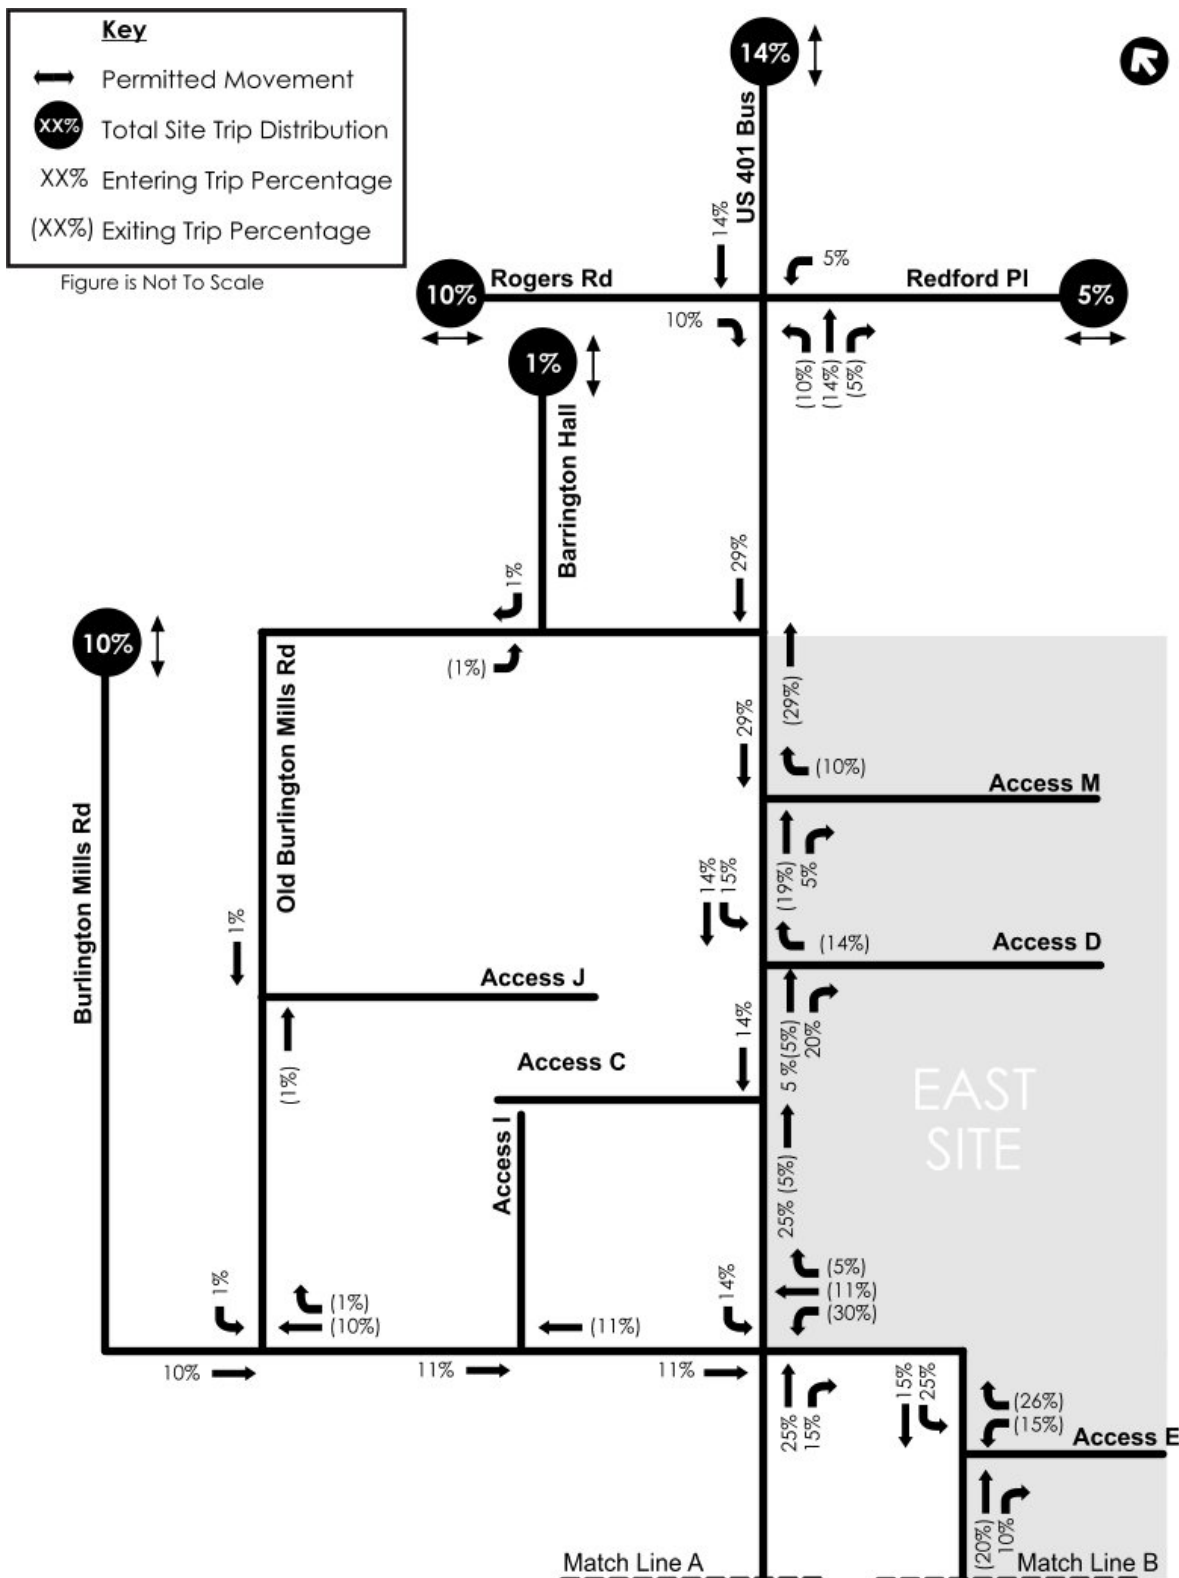 Key
Permitted Movement
XX% Total Site Trip Distribution
XX% Entering Trip Percentage
(XX%) Exiting Trip Percentage
Figure is Not To Scale
14%
US 401 Bus
14%
5%
10%
Rogers Rd
Redford Pl
5%
10%
(10%)
(14%)
(5%)
1%
Barrington Hall
29%
1%
(1%)
10%
Old Burlington Mills Rd
29%
(29%)
(10%)
Access M
Burlington Mills Rd
14%
15%
(19%)
5%
1%
(14%)
Access D
Access J
14%
5 %(5%)
20%
(1%)
Access C
EAST
SITE
Access I
25% (5%)
1%
14%
(5%)
(1%)
(11%)
(10%)
(11%)
(30%)
10%
11%
11%
25%
15%
15%
25%
(26%)
(15%)
Access E
(20%)
10%
Match Line A
Match Line B